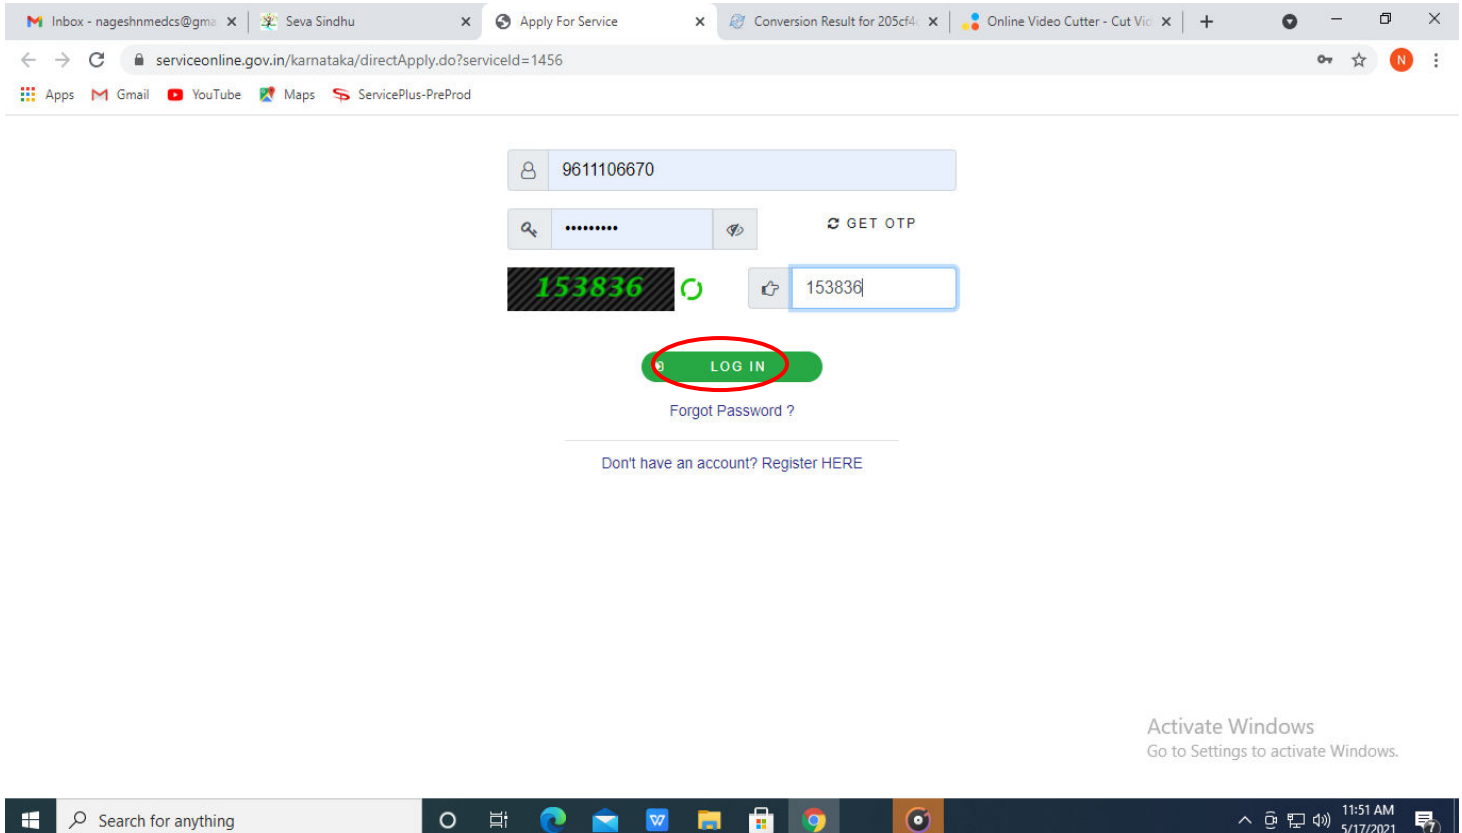 Inbox - nageshnmedcs@gma
Seva Sindhu
Apply For Service
Conversion Result for 205cf4
Online Video Cutter - Cut Vid
serviceonline.gov.in/karnataka/directApply.do?serviceId=1456
N
Apps
Gmail
YouTube
Maps
ServicePlus-PreProd
9611106670
•••••••••
GET OTP
153836
153836
LOG IN
Forgot Password ?
Don't have an account? Register HERE
Activate Windows
Go to Settings to activate Windows.
Search for anything
11:51 AM
5/17/2021
7